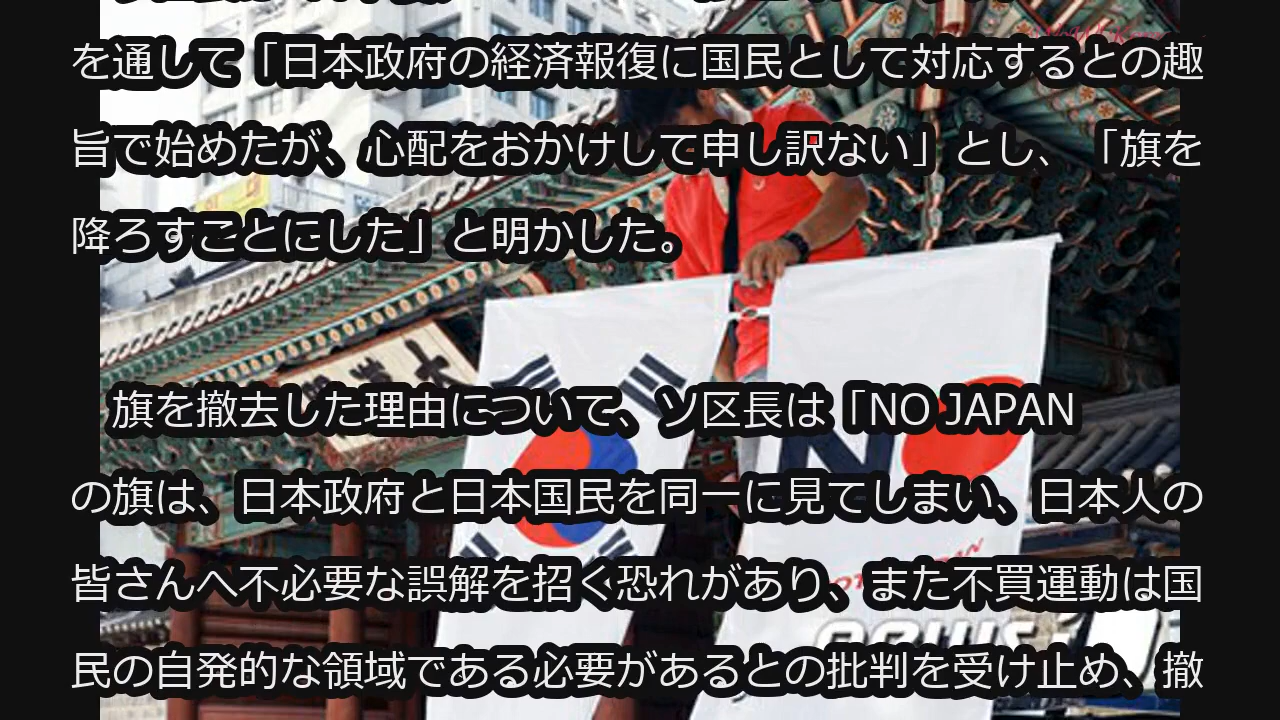 を通して「日本政府の経済報復に国民として対応するとの趣
旨で始めたが、心配をおかけして申し訳ない」とし、「旗を
降ろすことにした」と明かした。
旗を撤去した理由について、ソ区長は「NO JAPAN
の旗は、日本政府と日本国民を同一に見てしまい、日本人の
皆さんへ不必要な誤解を招く恐れがあり、また不買運動は国
民の自発的な領域である必要があるとの批判を受け止め、撤
NO
news1